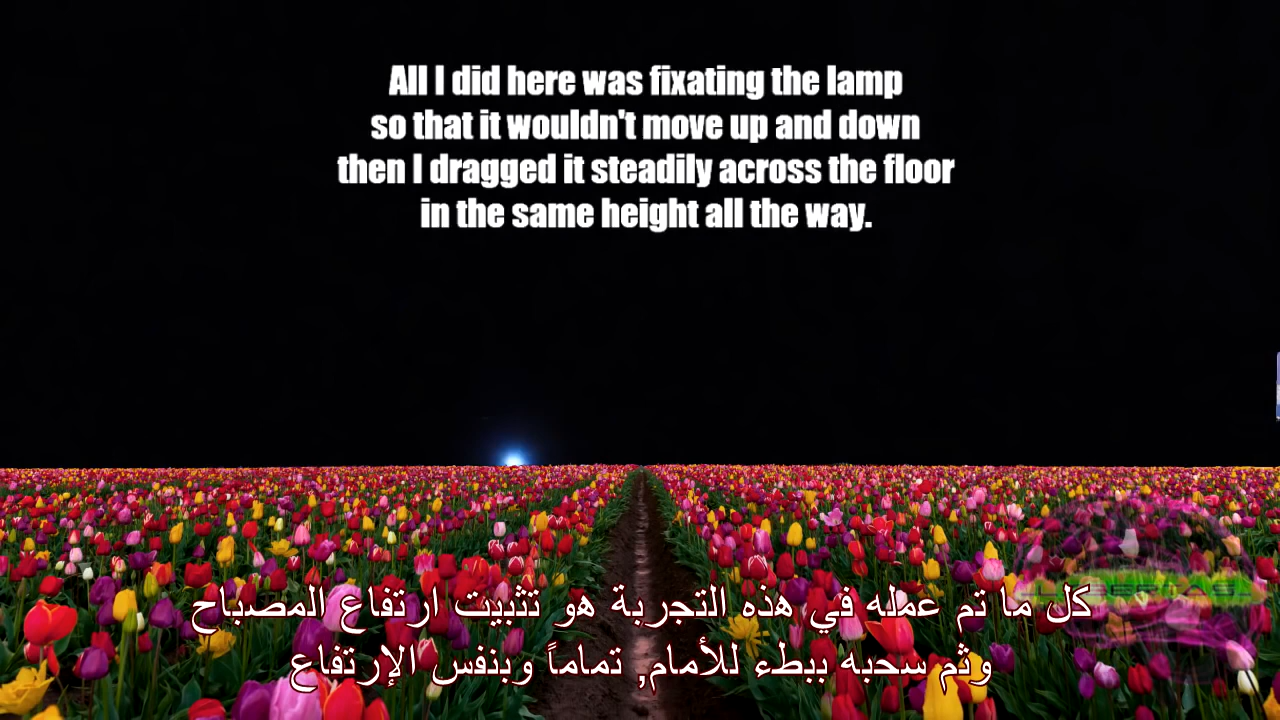 All I did here was fixating the lamp
so that it wouldn't move up and down
then I dragged it steadily across the floor
in the same height all the way.
كل ما تم عمله في هذه التجربة هو تثبيت ارتفاع المصباح
وثم سحبه ببطء للأمام, تماماً وبنفس الإرتفاع